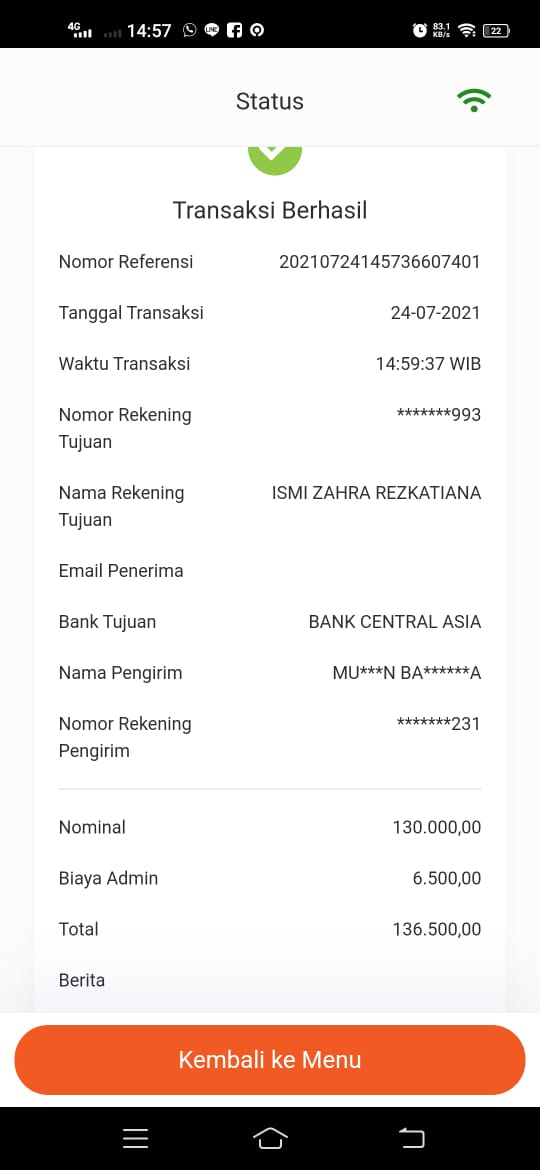 4G 14:57 83.1 KB/s 22
Status
Transaksi Berhasil
Nomor Referensi 20210724145736607401
Tanggal Transaksi 24-07-2021
Waktu Transaksi 14:59:37 WIB
Nomor Rekening Tujuan *******993
Nama Rekening Tujuan ISMI ZAHRA REZKATIANA
Email Penerima
Bank Tujuan BANK CENTRAL ASIA
Nama Pengirim MU***N BA******A
Nomor Rekening Pengirim *******231
Nominal 130.000,00
Biaya Admin 6.500,00
Total 136.500,00
Berita
Kembali ke Menu